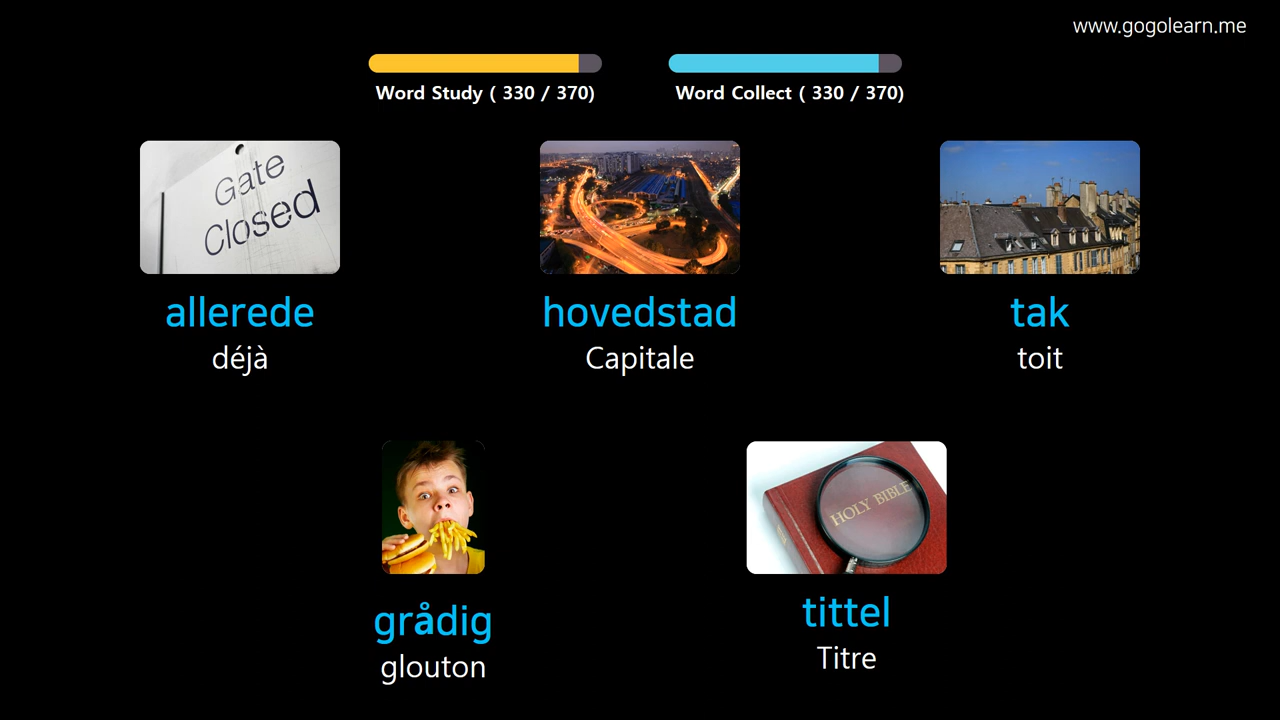 www.gogolearn.me
Word Study ( 330 / 370)
Word Collect ( 330 / 370)
Gate
Closed
allerede
déjà
hovedstad
Capitale
tak
toit
HOLY BIBLE
grådig
glouton
tittel
Titre